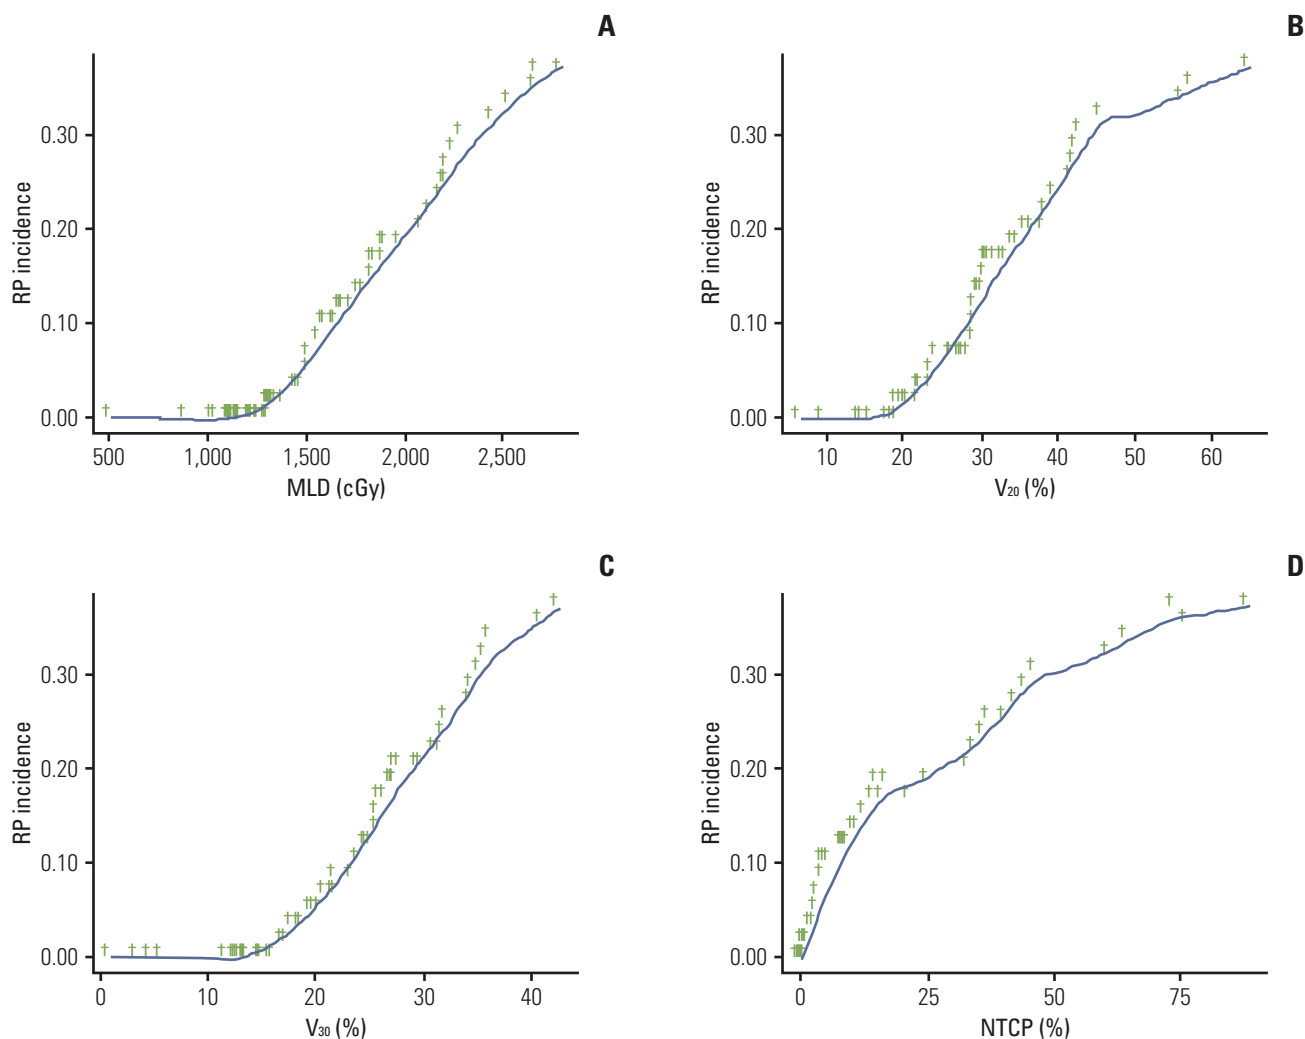 A
RP incidence
0.30
0.20
0.10
0.00
500 1,000 1,500 2,000 2,500
MLD (cGy)
B
RP incidence
0.30
0.20
0.10
0.00
10 20 30 40 50 60
V20 (%)
C
RP incidence
0.30
0.20
0.10
0.00
0 10 20 30 40
V30 (%)
D
RP incidence
0.30
0.20
0.10
0.00
0 25 50 75
NTCP (%)